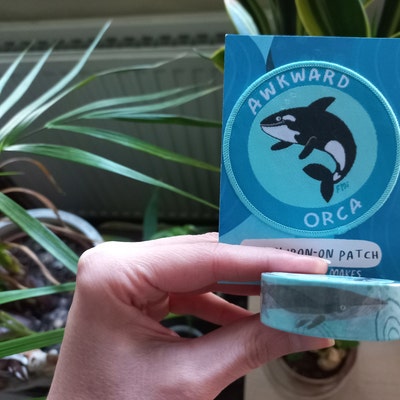 AWKWARD
ORCA
IRON-ON PATCH
MAKES